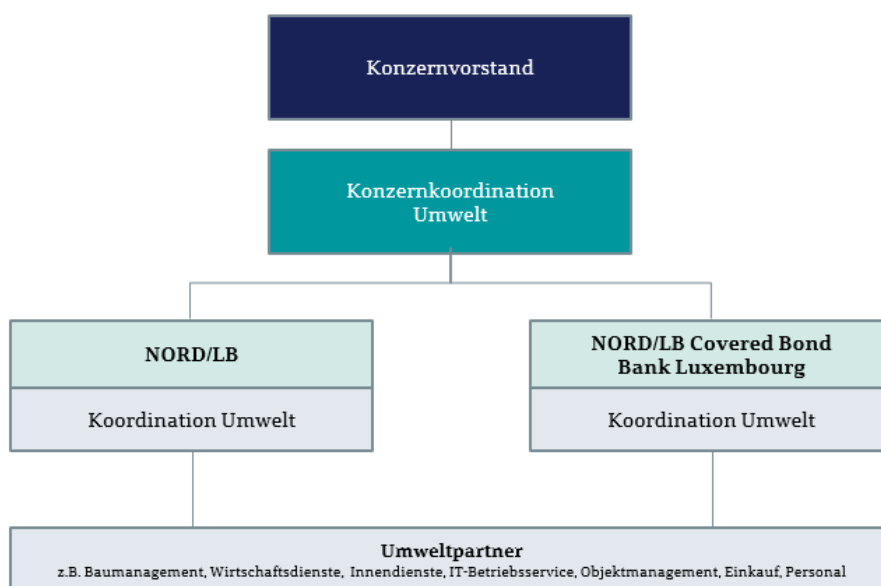 Konzernvorstand
Konzernkoordination
Umwelt
NORD/LB
Koordination Umwelt
NORD/LB Covered Bond
Bank Luxembourg
Koordination Umwelt
Umweltpartner
z.B. Baumanagement, Wirtschaftsdienste, Innendienste, IT-Betriebsservice, Objektmanagement, Einkauf, Personal